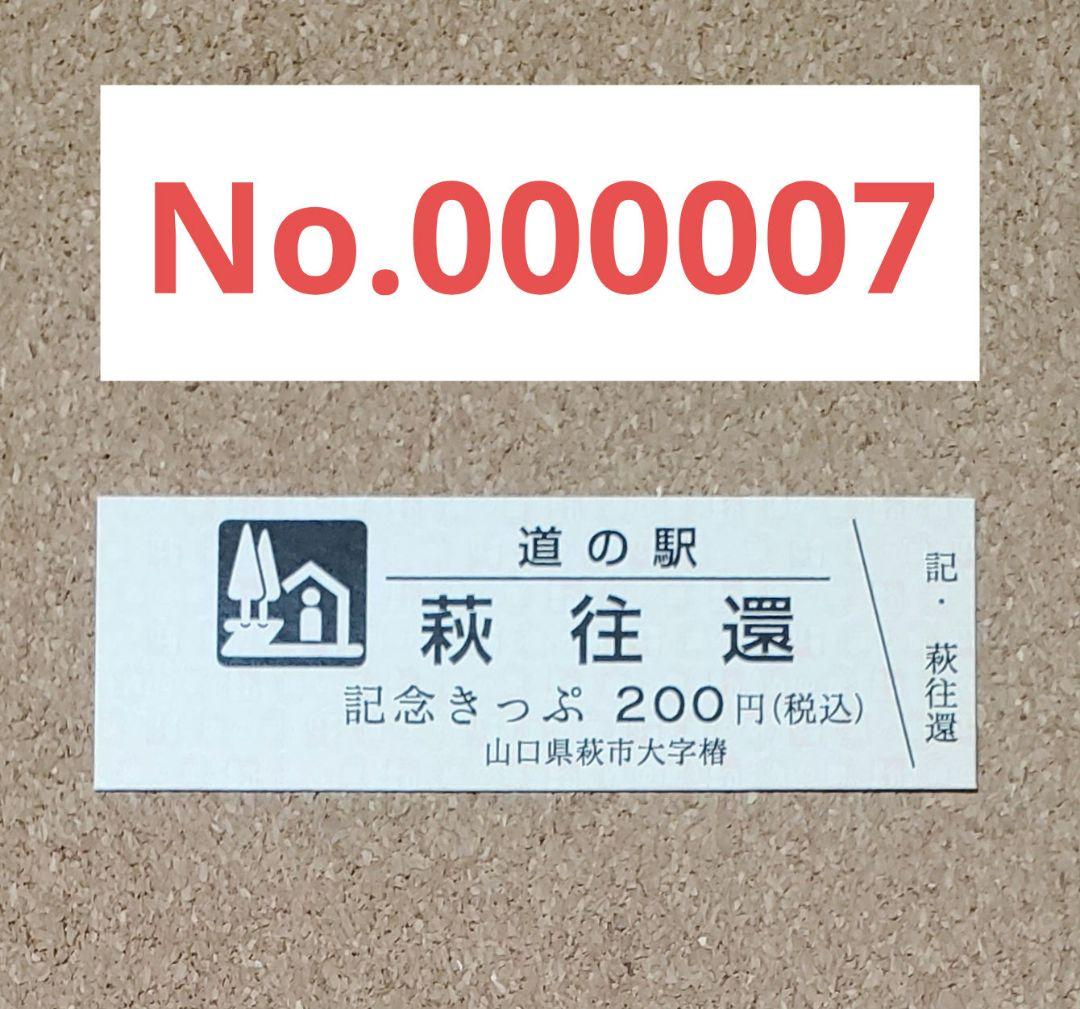 No.000007
道の駅
萩往還
記念きっぷ 200円(税込)
山口県萩市大字椿
記・萩往還